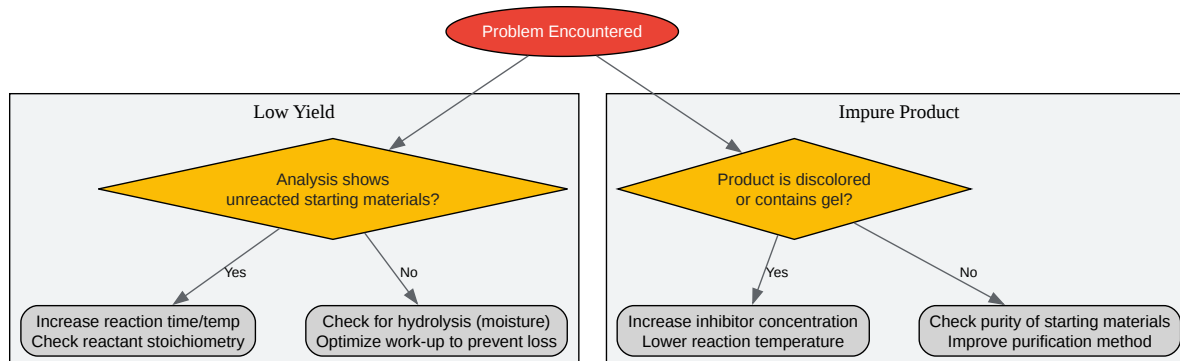 Problem Encountered
Low Yield
Analysis shows
unreacted starting materials?
Yes
No
Increase reaction time/temp
Check reactant stoichiometry
Check for hydrolysis (moisture)
Optimize work-up to prevent loss
Impure Product
Product is discolored
or contains gel?
Yes
No
Increase inhibitor concentration
Lower reaction temperature
Check purity of starting materials
Improve purification method